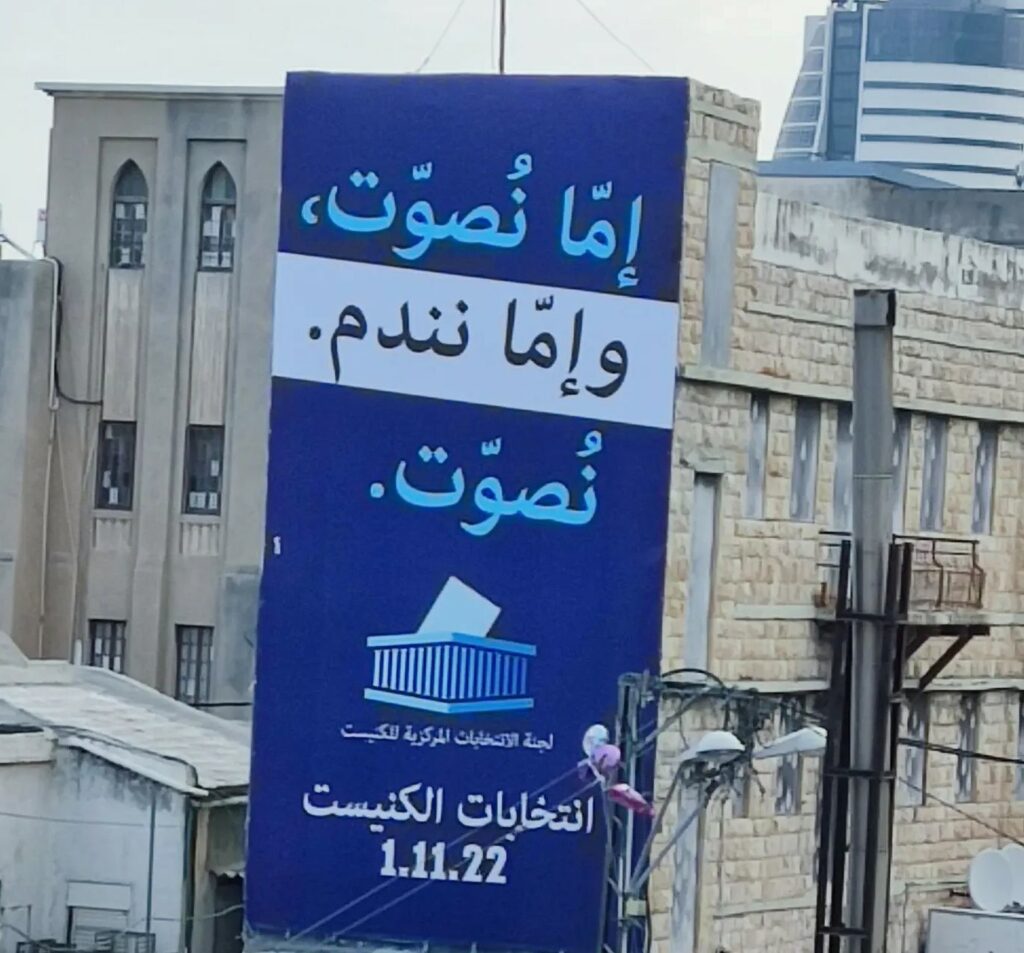 إمّا نُصوّت،
وإمّا نندم.
نُصوّت.
لجنة الانتخابات المركزية للكنيست
انتخابات الكنيست
1.11.22